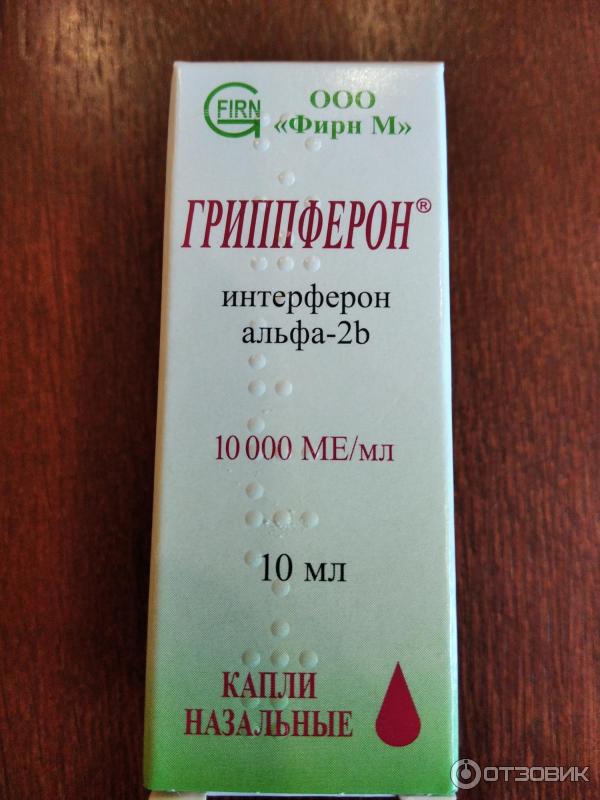 FIRN
ООО
«Фирн М»
ГРИППФЕРОН®
интерферон
альфа-2b
10 000 МЕ/мл
10 мл
КАПЛИ
НАЗАЛЬНЫЕ
ОТЗОВИК